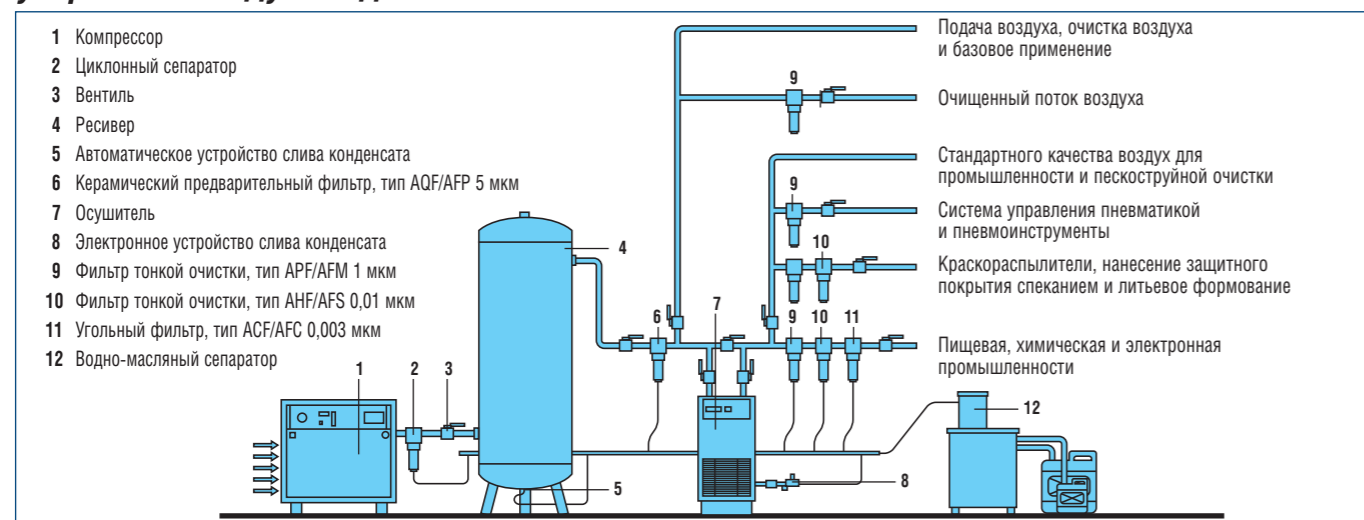 1 Компрессор
2 Циклонный сепаратор
3 Вентиль
4 Ресивер
5 Автоматическое устройство слива конденсата
6 Керамический предварительный фильтр, тип AQF/AFP 5 мкм
7 Осушитель
8 Электронное устройство слива конденсата
9 Фильтр тонкой очистки, тип APF/AFM 1 мкм
10 Фильтр тонкой очистки, тип AHF/AFS 0,01 мкм
11 Угольный фильтр, тип ACF/AFC 0,003 мкм
12 Водно-масляный сепаратор
Подача воздуха, очистка воздуха
и базовое применение
9
Очищенный поток воздуха
Стандартного качества воздух для
промышленности и пескоструйной очистки
9
Система управления пневматикой
и пневмоинструменты
10
Краскораспылители, нанесение защитного
покрытия спеканием и литьевое формование
4
6
7
9
10
11
Пищевая, химическая и электронная
промышленности
1
2
3
12
5
8